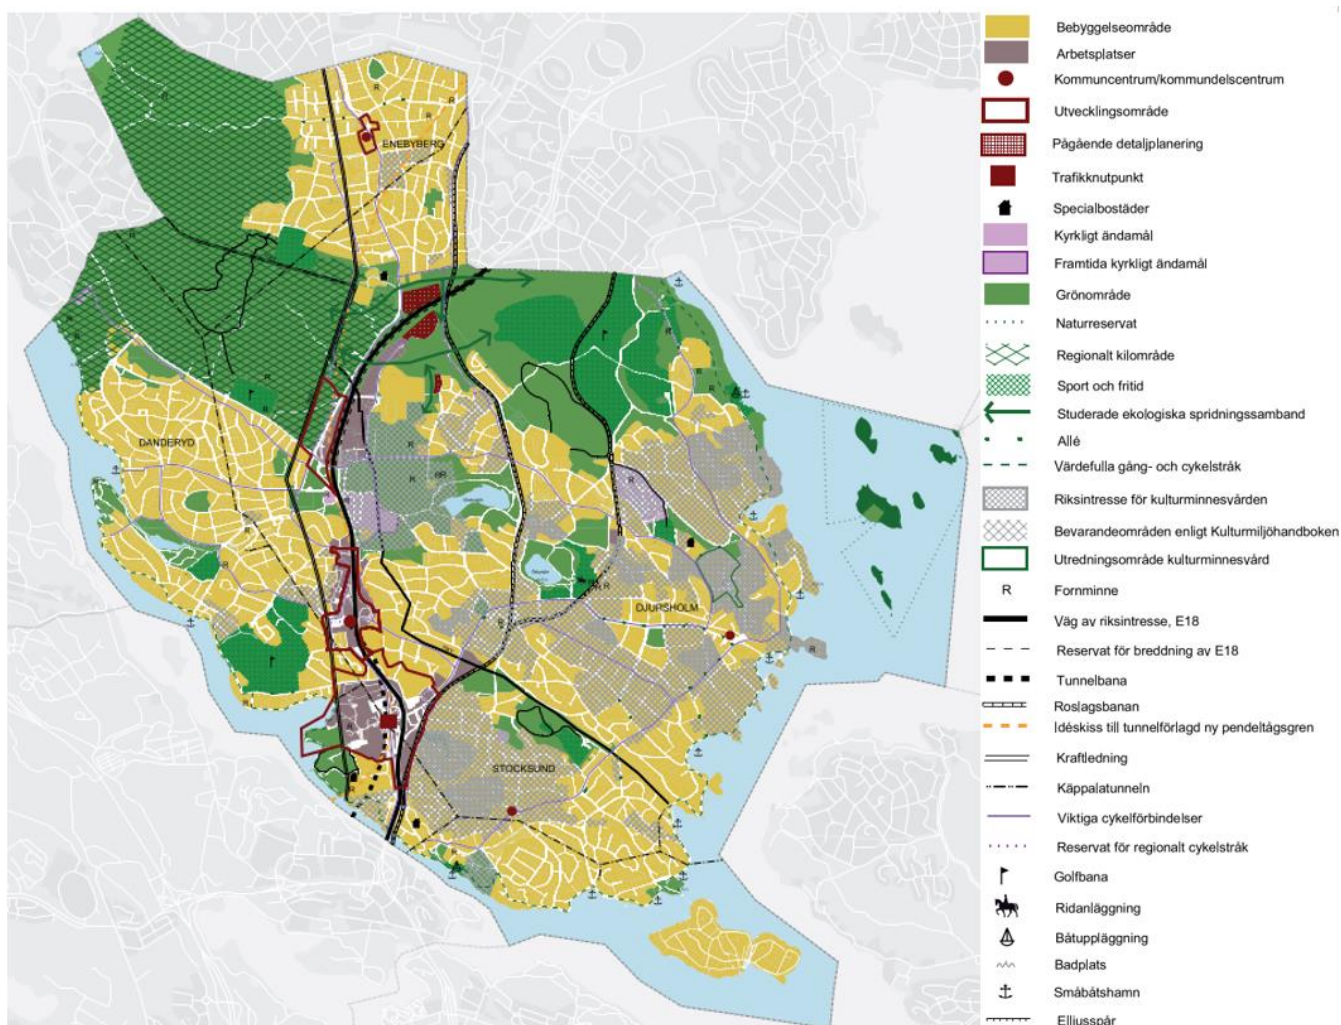 Bebyggelseområde
Arbetsplatser
Kommuncentrum/kommundelscentrum
Utvecklingsområde
Pågående detaljplanering
Trafikknutpunkt
Specialbostäder
Kyrkligt ändamål
Framtida kyrkligt ändamål
Grönområde
Naturreservat
Regionalt kilområde
Sport och fritid
Studerade ekologiska spridningssamband
Allé
Värdefulla gång- och cykelstråk
Riksintresse för kulturminnesvården
Bevarandeområden enligt Kulturmiljöhandboken
Utredningsområde kulturminnesvård
R Fornminne
Väg av riksintresse, E18
Reservat för breddning av E18
Tunnelbana
Roslagsbanan
Idéskiss till tunnelförlagd ny pendeltågsgren
Kraftledning
Käppalatunneln
Viktiga cykelförbindelser
Reservat för regionalt cykelstråk
Golfbana
Ridanläggning
Båtuppläggning
Badplats
Småbåtshamn
Elljusspår
ENEBYBERG
DANDERYD
DJURSHOLM
STOCKSUND